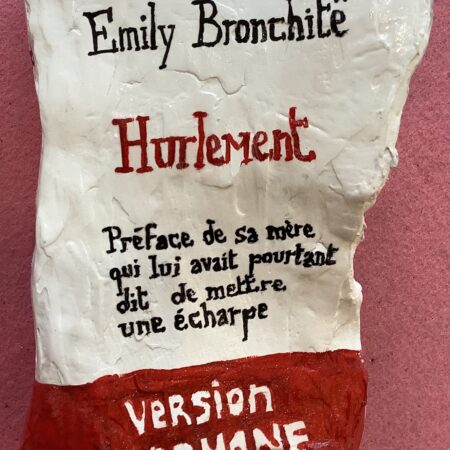 Emily Bronchitë
Hurlement
Préface de sa mère
qui lui avait pourtant
dit de mettre
une écharpe
version